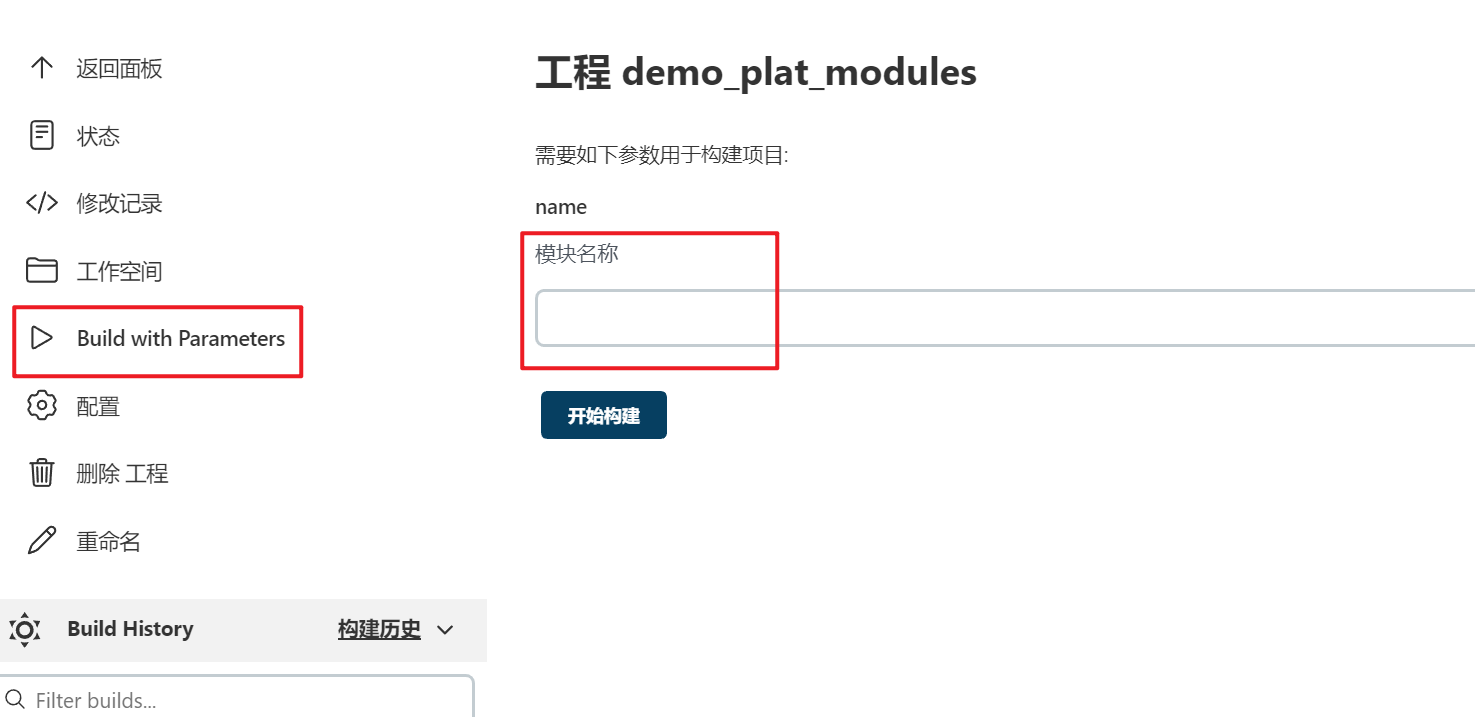 返回面板
状态
修改记录
工作空间
Build with Parameters
配置
删除 工程
重命名
Build History 构建历史
Filter builds...
工程 demo_plat_modules
需要如下参数用于构建项目:
name
模块名称
开始构建